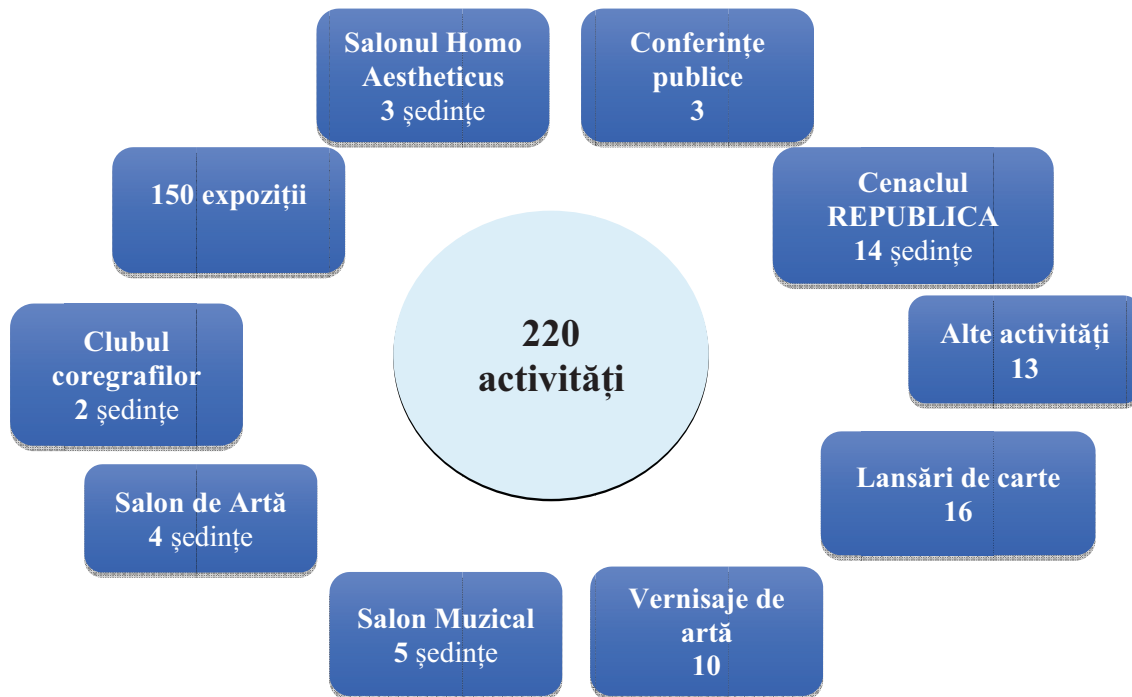 Salonul Homo
Aestheticus
3 ședințe
Conferințe
publice
3
150 expoziții
Cenaclul
REPUBLICA
14 ședințe
220
activități
Alte activități
13
Clubul
coregrafilor
2 ședințe
Lansări de carte
16
Salon de Artă
4 ședințe
Salon Muzical
5 ședințe
Vernisaje de
artă
10